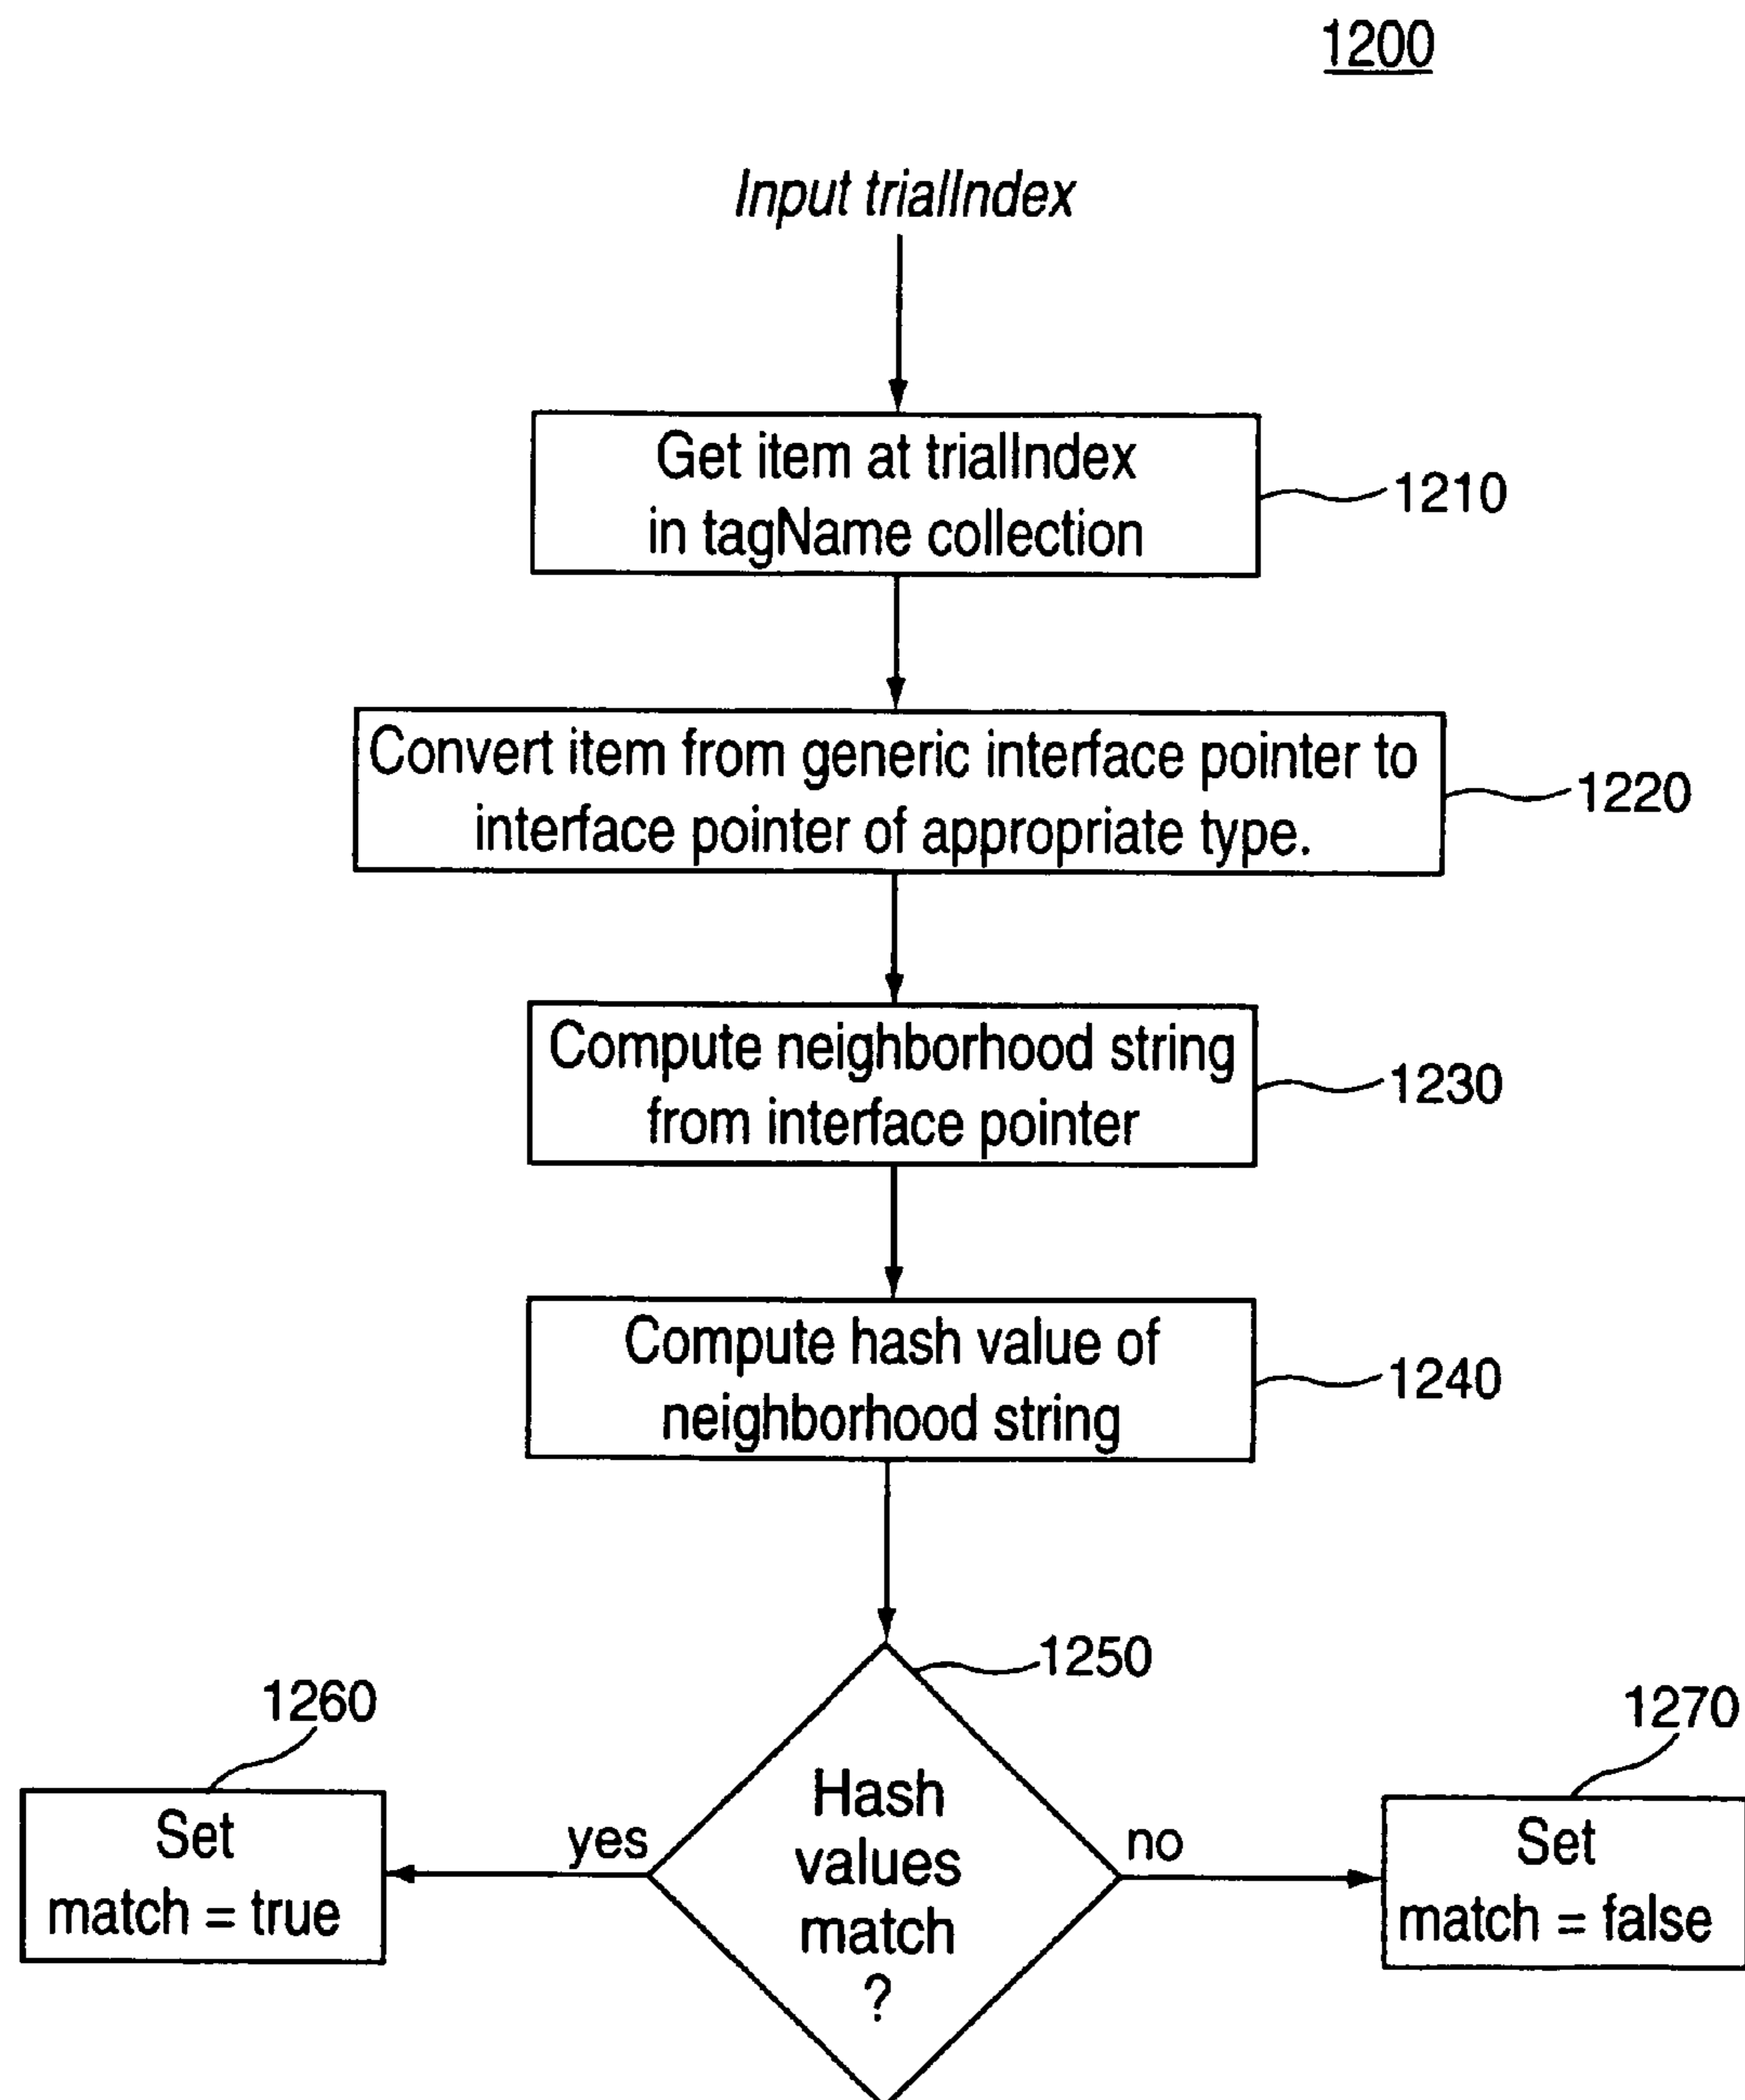 1200
Input trialIndex
Get item at trialIndex
in tagName collection
1210
Convert item from generic interface pointer to
interface pointer of appropriate type.
1220
Compute neighborhood string
from interface pointer
1230
Compute hash value of
neighborhood string
1240
1250
1260
1270
Set
match = true
yes
Hash
values
match
?
no
Set
match = false